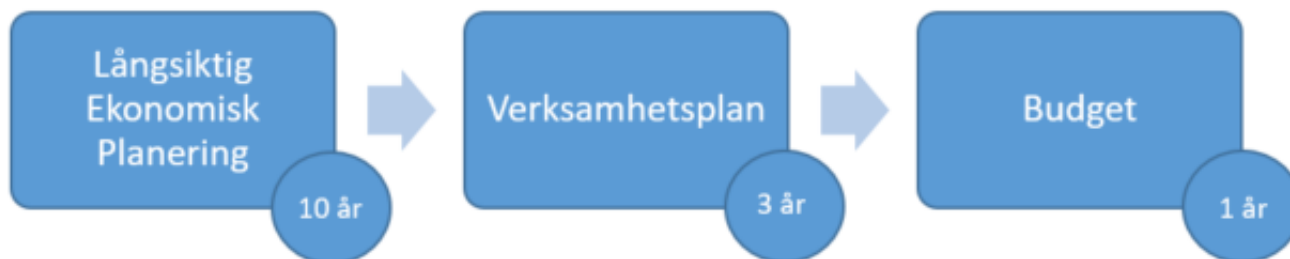 Långsiktig
Ekonomisk
Planering
10 år
Verksamhetsplan
3 år
Budget
1 år